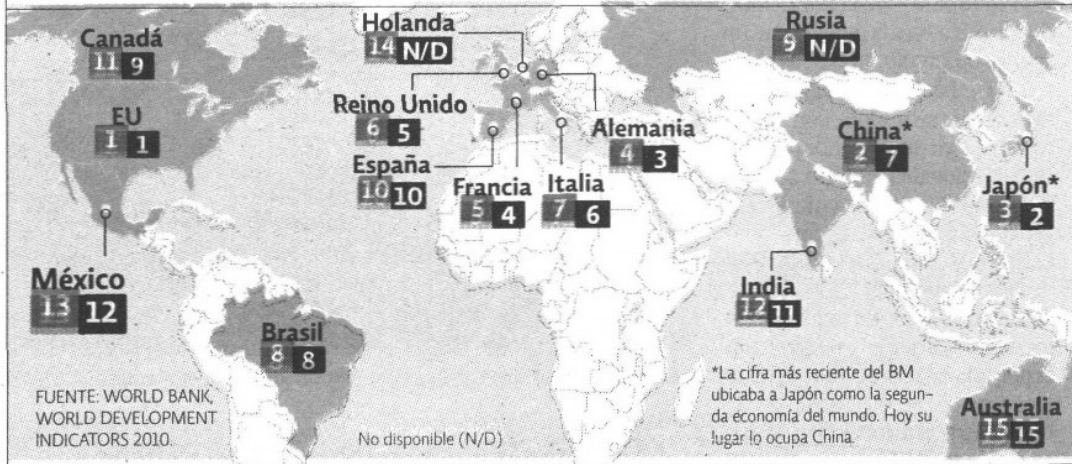 Canadá
11 9
EU
1 1
México
13 12
Brasil
8 8
Holanda
14 N/D
Reino Unido
6 5
España
10 10
Francia
5 4
Italia
7 6
Alemania
4 3
Rusia
9 N/D
China*
2 7
Japón*
3 2
India
12 11
Australia
15 15
FUENTE: WORLD BANK,
WORLD DEVELOPMENT
INDICATORS 2010.
No disponible (N/D)
*La cifra más reciente del BM
ubicaba a Japón como la segun-
da economía del mundo. Hoy su
lugar lo ocupa China.